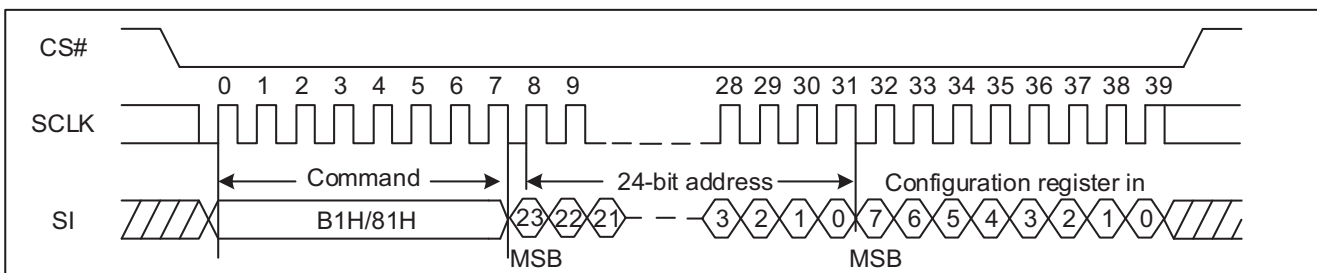 CS#
0 1 2 3 4 5 6 7 8 9 28 29 30 31 32 33 34 35 36 37 38 39
SCLK
Command 24-bit address Configuration register in
SI B1H/81H 23 22 21 3 2 1 0 7 6 5 4 3 2 1 0
MSB MSB